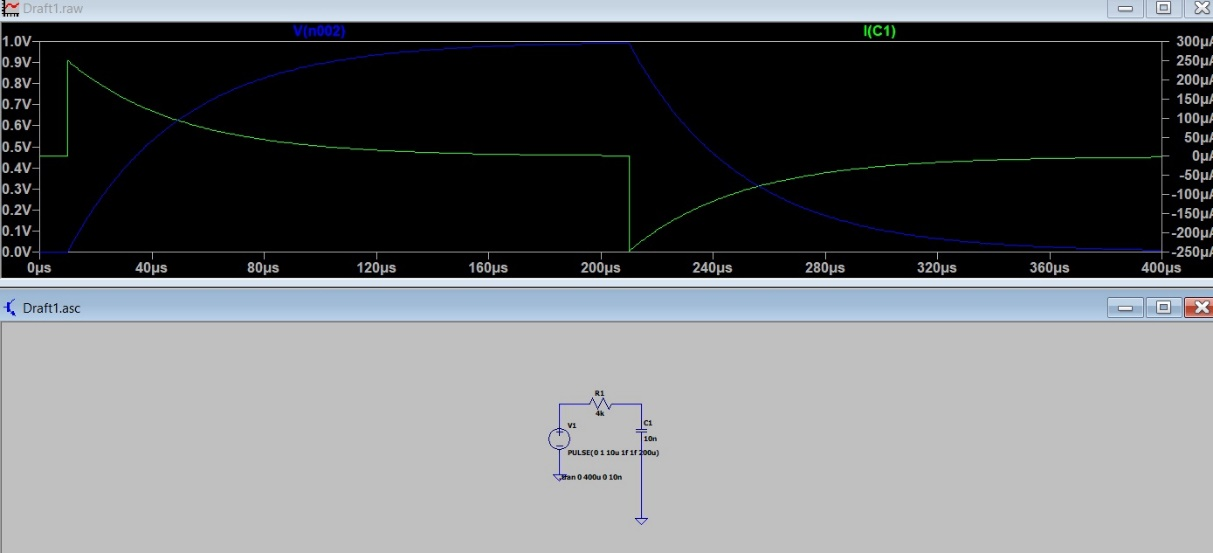 Draft1.raw
V(n002) I(C1)
1.0V 300µA
0.9V 250µA
0.8V 200µA
0.7V 150µA
0.6V 100µA
0.5V 50µA
0.4V 0µA
0.3V -50µA
0.2V -100µA
0.1V -150µA
-200µA
0.0V -250µA
0µs 40µs 80µs 120µs 160µs 200µs 240µs 280µs 320µs 360µs 400µs
Draft1.asc
R1
4k
V1 C1
10n
PULSE(0 1 10u 1f 1f 200u)
.tran 0 400u 0 10n